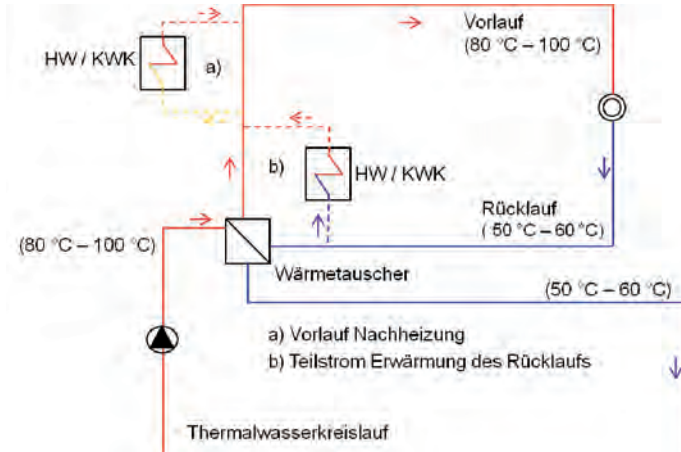 Vorlauf
(80 °C – 100 °C)
HW / KWK
a)
b)
HW / KWK
Rücklauf
( 50 °C – 60 °C)
(80 °C – 100 °C)
Wärmetauscher
(50 °C – 60 °C)
a) Vorlauf Nachheizung
b) Teilstrom Erwärmung des Rücklaufs
Thermalwasserkreislauf